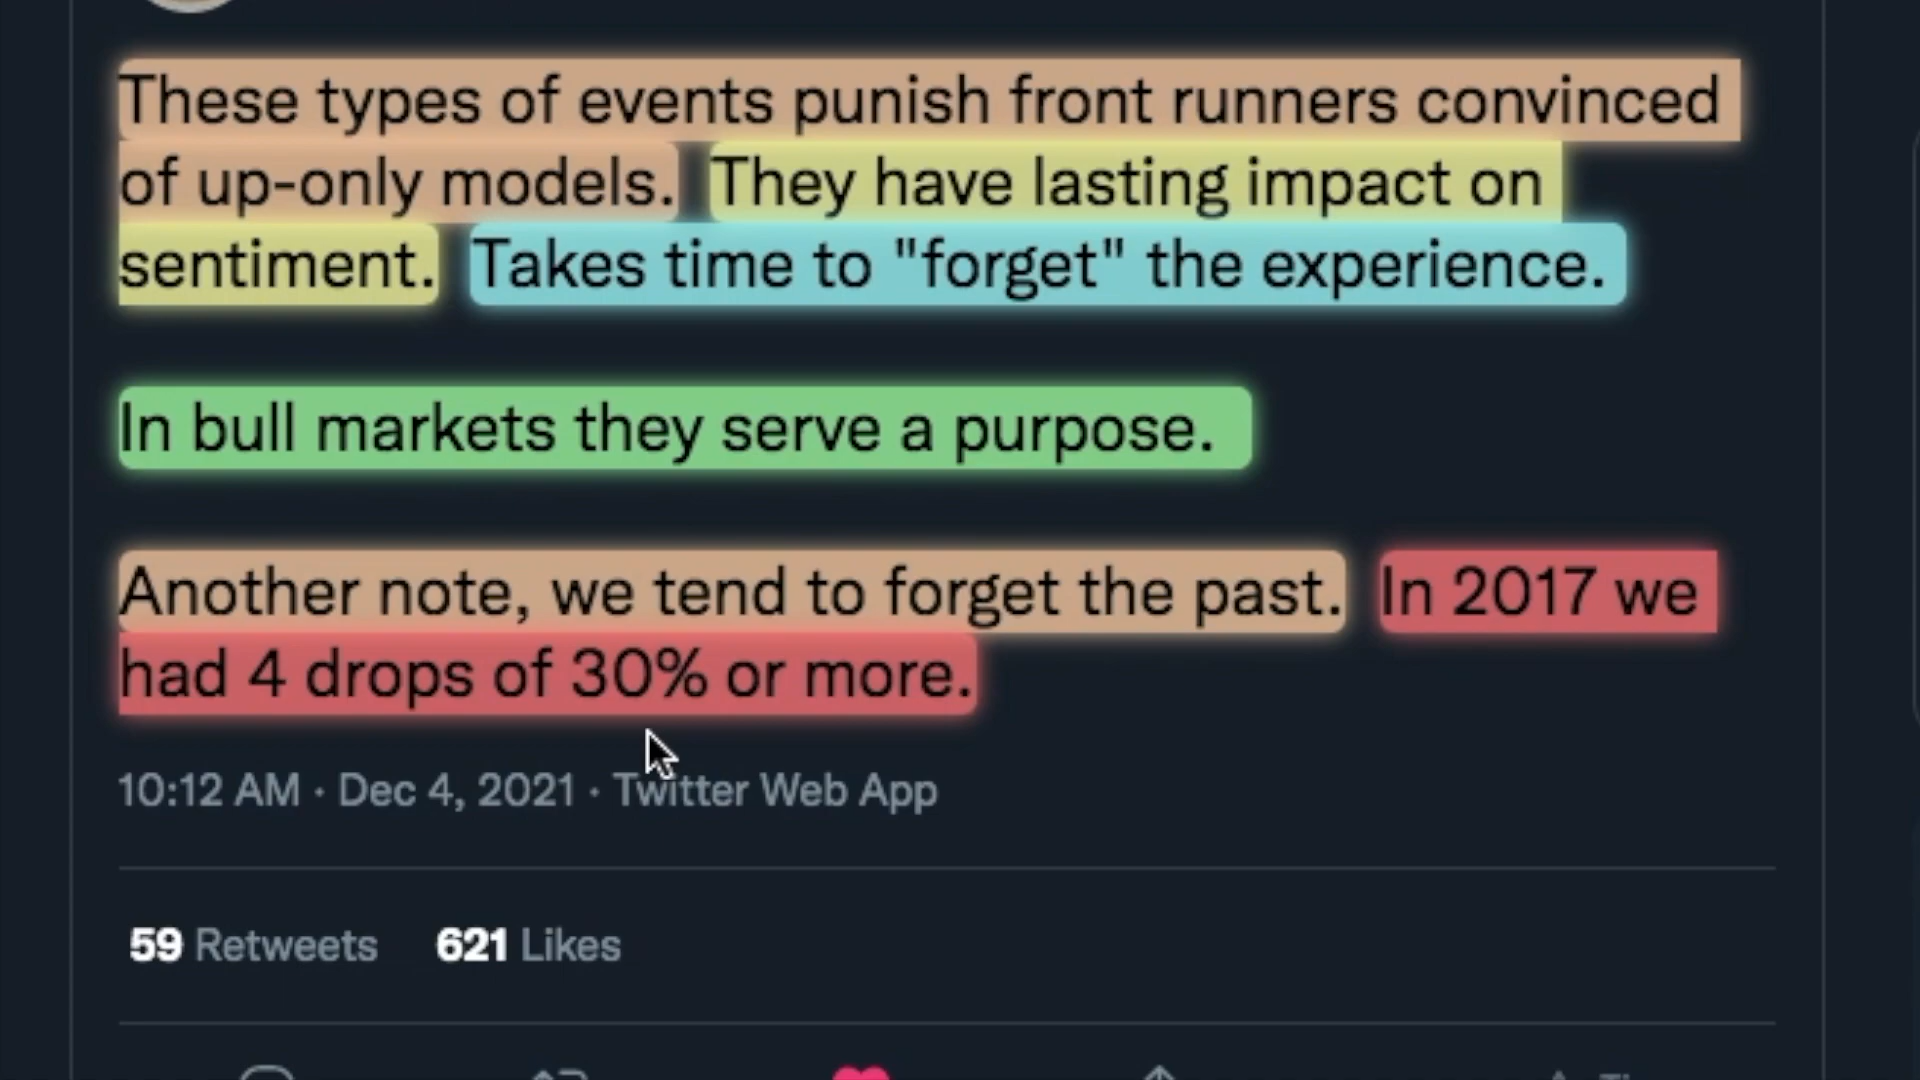 These types of events punish front runners convinced
of up-only models. They have lasting impact on
sentiment. Takes time to "forget" the experience.
In bull markets they serve a purpose.
Another note, we tend to forget the past. In 2017 we
had 4 drops of 30% or more.
10:12 AM · Dec 4, 2021 · Twitter Web App
59 Retweets 621 Likes